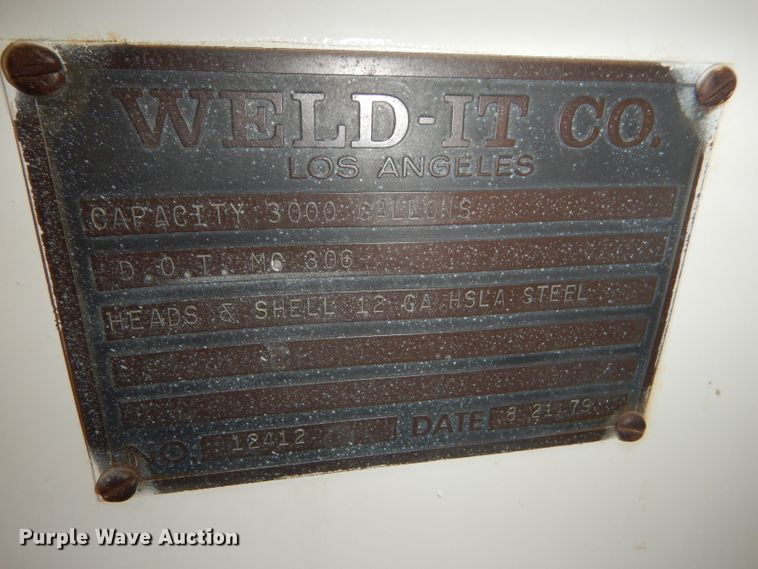 WELD-IT CO.
LOS ANGELES
CAPACITY 3000 GALLONS
D.O.T. MC 306
HEADS & SHELL 12 GA HSLA STEEL
NO. 12412 DATE 8 21 79
Purple Wave Auction